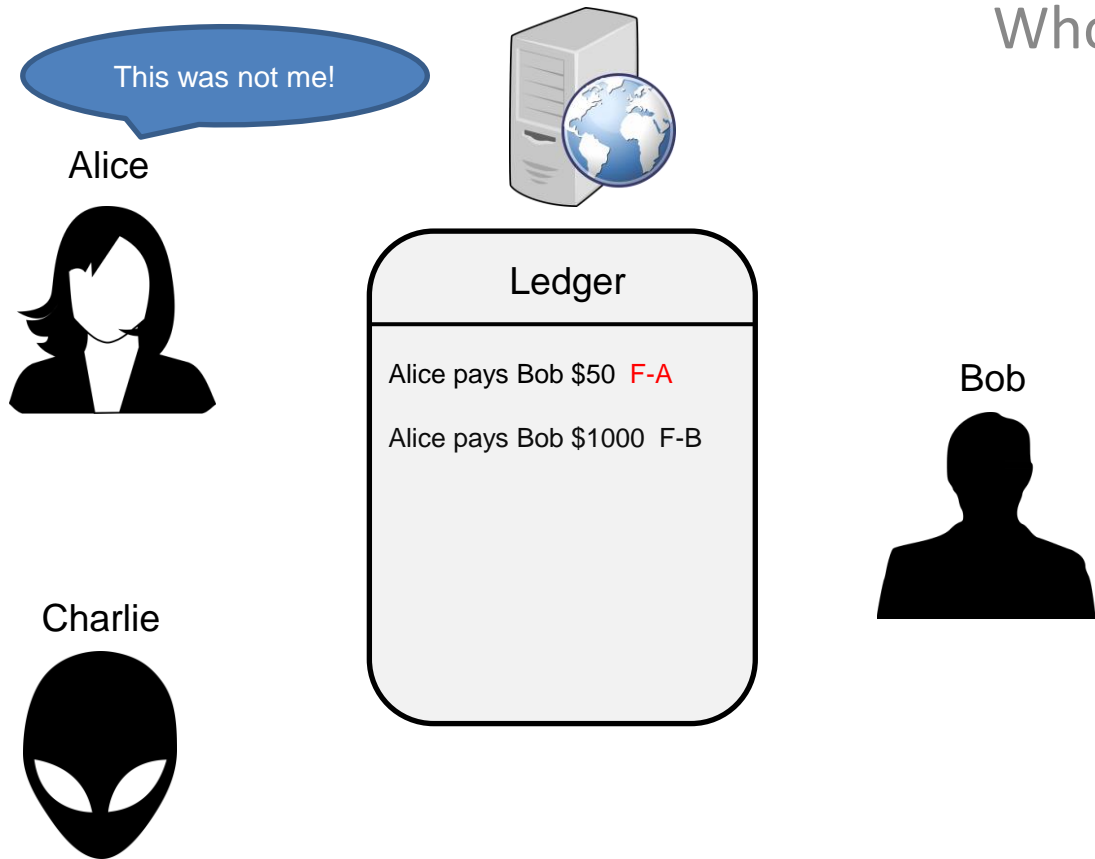 This was not me!
Alice
Ledger
Alice pays Bob $50 F-A
Alice pays Bob $1000 F-B
Bob
Charlie